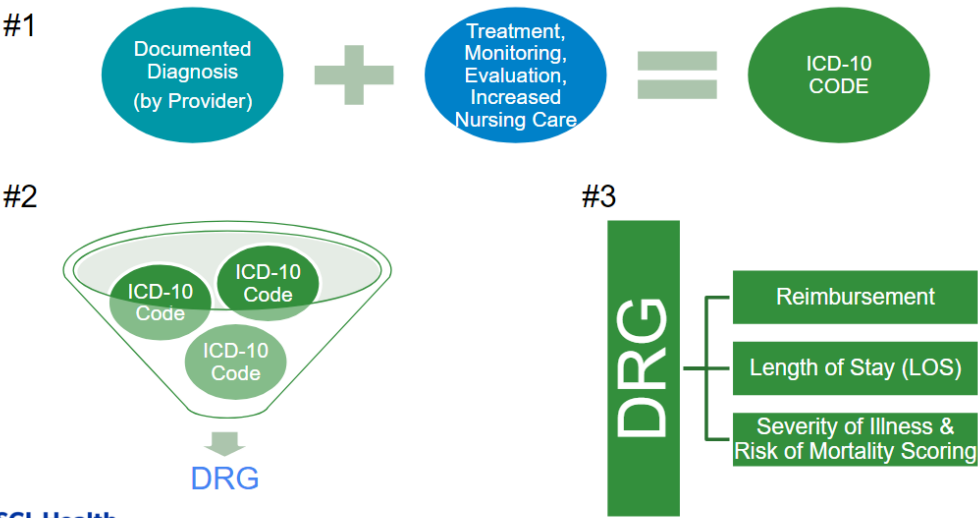 #1
Documented
Diagnosis
(by Provider)
Treatment,
Monitoring,
Evaluation,
Increased
Nursing Care
ICD-10
CODE
#2
ICD-10
Code
ICD-10
Code
ICD-10
Code
DRG
#3
DRG
Reimbursement
Length of Stay (LOS)
Severity of Illness &
Risk of Mortality Scoring
SCL Health